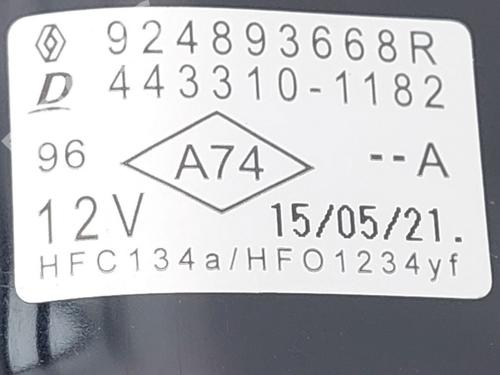 924893668R
D 443310-1182
96 A74 --A
12V 15/05/21.
HFC134a/HFO1234yf